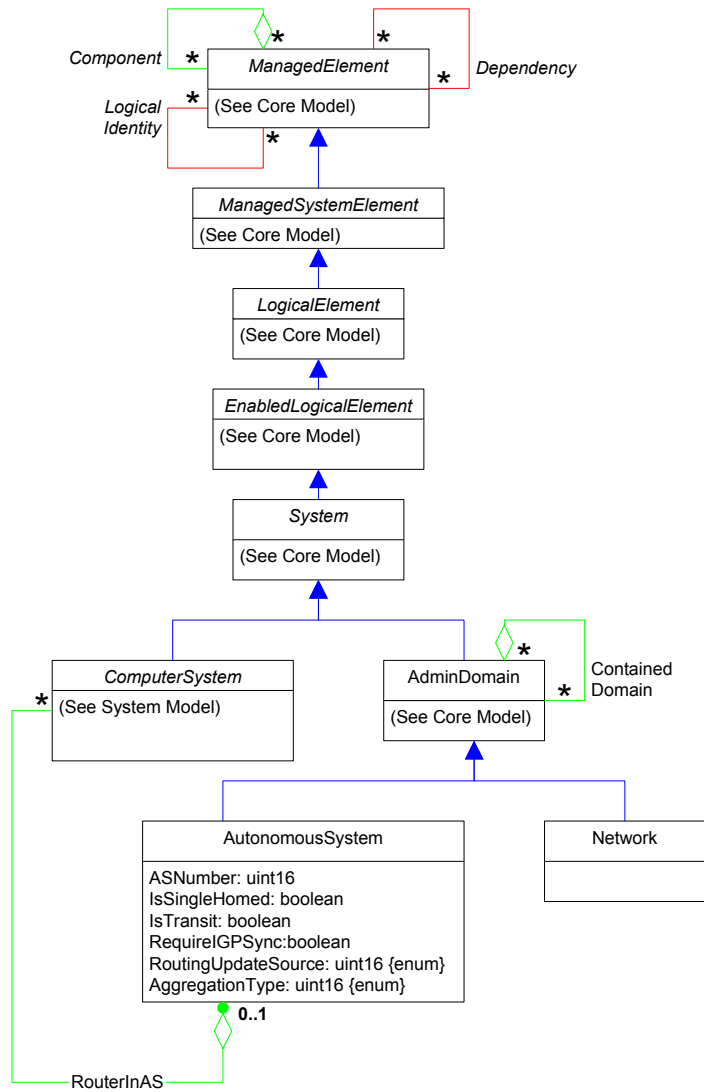 *
Component
*
ManagedElement
(See Core Model)
*
*
Dependency
*
Logical
Identity
*
ManagedSystemElement
(See Core Model)
LogicalElement
(See Core Model)
EnabledLogicalElement
(See Core Model)
System
(See Core Model)
*
ComputerSystem
(See System Model)
AdminDomain
(See Core Model)
*
*
Contained
Domain
AutonomousSystem
ASNumber: uint16
IsSingleHomed: boolean
IsTransit: boolean
RequireIGPSync:boolean
RoutingUpdateSource: uint16 {enum}
AggregationType: uint16 {enum}
Network
0..1
RouterInAS